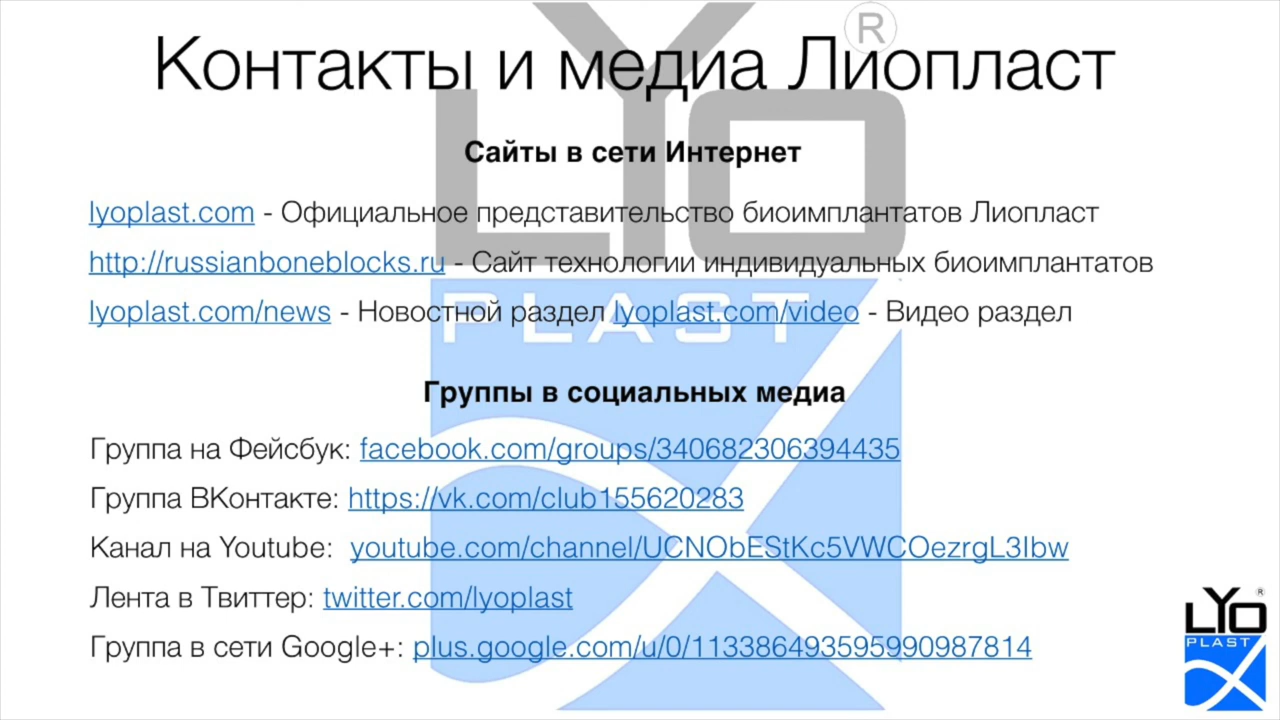 Контакты и медиа Лиопласт
Сайты в сети Интернет
lyoplast.com - Официальное представительство биоимплантатов Лиопласт
http://russianboneblocks.ru - Сайт технологии индивидуальных биоимплантатов
lyoplast.com/news - Новостной раздел lyoplast.com/video - Видео раздел
Группы в социальных медиа
Группа на Фейсбук: facebook.com/groups/340682306394435
Группа ВКонтакте: https://vk.com/club155620283
Канал на Youtube: youtube.com/channel/UCNObEStKc5VWCOezrgL3Ibw
Лента в Твиттер: twitter.com/lyoplast
Группа в сети Google+: plus.google.com/u/0/113386493595990987814
LYO ®
PLAST
LYO ®
PLAST